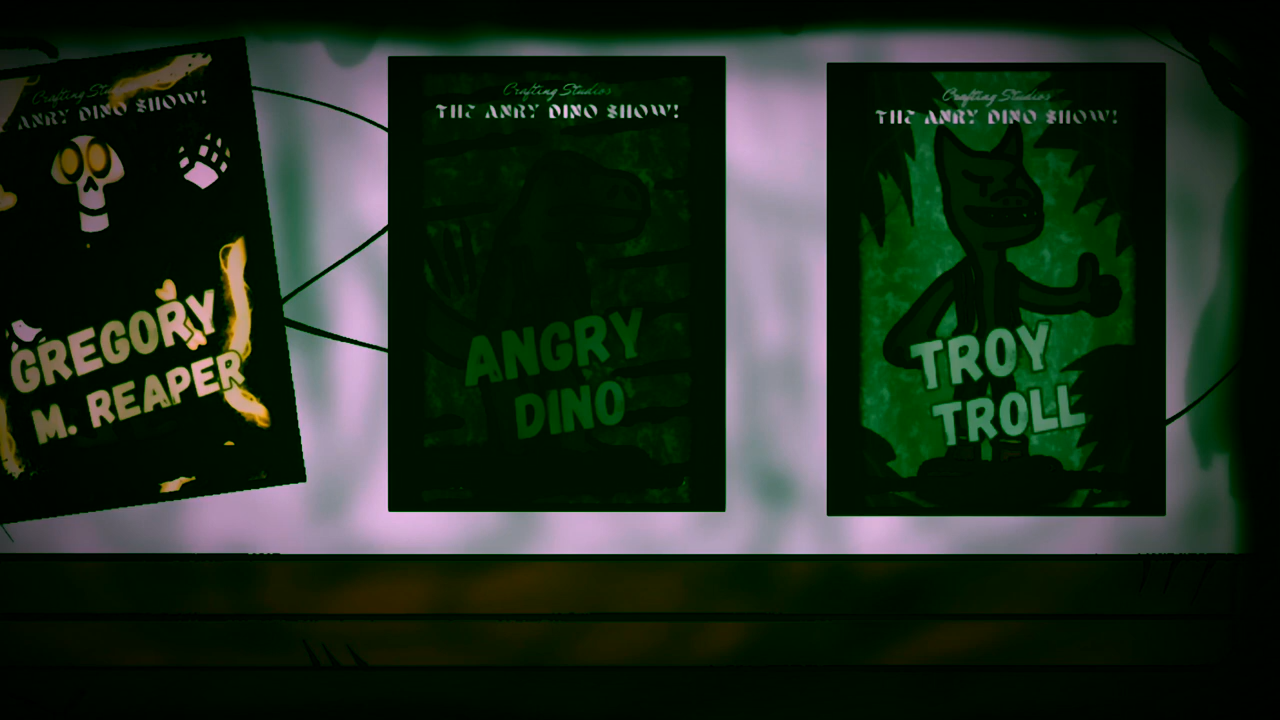 Crafting Studios
ANRY DINO SHOW!
GREGORY
M. REAPER
Crafting Studios
THE ANRY DINO SHOW!
ANGRY
DINO
Crafting Studios
THE ANRY DINO SHOW!
TROY
TROLL